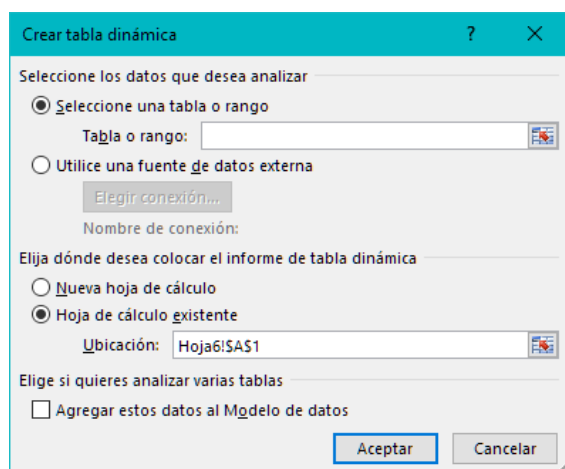 Crear tabla dinámica ?
Seleccione los datos que desea analizar
Seleccione una tabla o rango
Tabla o rango:
Utilice una fuente de datos externa
Elegir conexión...
Nombre de conexión:
Elija dónde desea colocar el informe de tabla dinámica
Nueva hoja de cálculo
Hoja de cálculo existente
Ubicación: Hoja6!$A$1
Elige si quieres analizar varias tablas
Agregar estos datos al Modelo de datos
Aceptar Cancelar